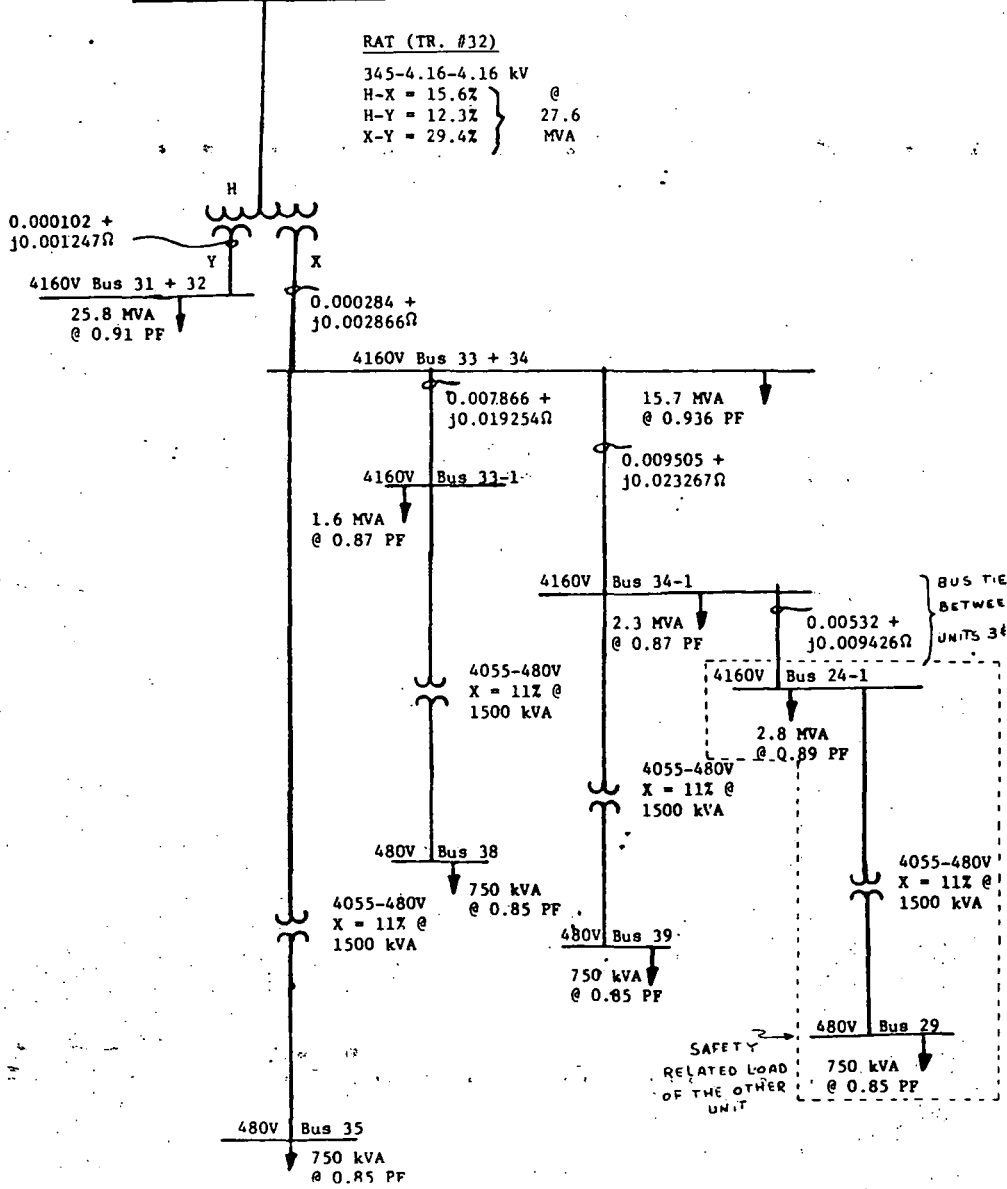 RAT (TR. #32)
345-4.16-4.16 kV
H-X = 15.6% @
H-Y = 12.3% 27.6
X-Y = 29.4% MVA
H
0.000102 +
j0.001247Ω
Y
X
4160V Bus 31 + 32
25.8 MVA
@ 0.91 PF
0.000284 +
j0.002866Ω
4160V Bus 33 + 34
0.007866 +
j0.019254Ω
15.7 MVA
@ 0.936 PF
0.009505 +
j0.023267Ω
4160V Bus 33-1
1.6 MVA
@ 0.87 PF
4160V Bus 34-1
2.3 MVA
@ 0.87 PF
0.00532 +
j0.009426Ω
BUS TIE
BETWEE
UNITS 3&
4160V Bus 24-1
2.8 MVA
@ 0.89 PF
4055-480V
X = 11% @
1500 kVA
4055-480V
X = 11% @
1500 kVA
480V Bus 38
750 kVA
@ 0.85 PF
4055-480V
X = 11% @
1500 kVA
4055-480V
X = 11% @
1500 kVA
480V Bus 39
750 kVA
@ 0.85 PF
480V Bus 29
750 kVA
@ 0.85 PF
SAFETY
RELATED LOAD
OF THE OTHER
UNIT
480V Bus 35
750 kVA
@ 0.85 PF